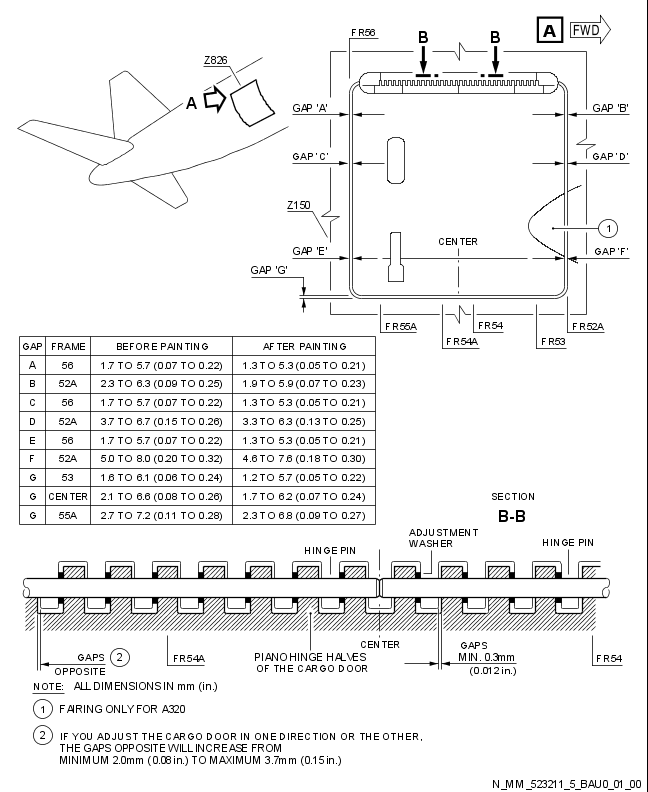 FR56
B
B
A
FWD
Z826
A
GAP 'A'
GAP 'B'
GAP 'C'
GAP 'D'
Z150
1
CENTER
GAP 'E'
GAP 'F'
GAP 'G'
FR55A
FR54
FR52A
FR54A
FR53
GAP FRAME BEFORE PAINTING AFTER PAINTING
A 56 1.7 TO 5.7 (0.07 TO 0.22) 1.3 TO 5.3 (0.05 TO 0.21)
B 52A 2.3 TO 6.3 (0.09 TO 0.25) 1.9 TO 5.9 (0.07 TO 0.23)
C 56 1.7 TO 5.7 (0.07 TO 0.22) 1.3 TO 5.3 (0.05 TO 0.21)
D 52A 3.7 TO 6.7 (0.15 TO 0.26) 3.3 TO 6.3 (0.13 TO 0.25)
E 56 1.7 TO 5.7 (0.07 TO 0.22) 1.3 TO 5.3 (0.05 TO 0.21)
F 52A 5.0 TO 8.0 (0.20 TO 0.32) 4.6 TO 7.6 (0.18 TO 0.30)
G 53 1.6 TO 6.1 (0.06 TO 0.24) 1.2 TO 5.7 (0.05 TO 0.22)
G CENTER 2.1 TO 6.6 (0.08 TO 0.26) 1.7 TO 6.2 (0.07 TO 0.24)
G 55A 2.7 TO 7.2 (0.11 TO 0.28) 2.3 TO 6.8 (0.09 TO 0.27)
SECTION
B-B
ADJUSTMENT
WASHER
HINGE PIN
HINGE PIN
CENTER
GAPS
OPPOSITE
2
FR54A
PIANO HINGE HALVES
OF THE CARGO DOOR
GAPS
MIN. 0.3mm
(0.012 in.)
FR54
NOTE: ALL DIMENSIONS IN mm (in.)
1 FAIRING ONLY FOR A320
2 IF YOU ADJUST THE CARGO DOOR IN ONE DIRECTION OR THE OTHER,
THE GAPS OPPOSITE WILL INCREASE FROM
MINIMUM 2.0mm (0.08 in.) TO MAXIMUM 3.7mm (0.15 in.)
N_MM_523211_5_BAU0_01_00